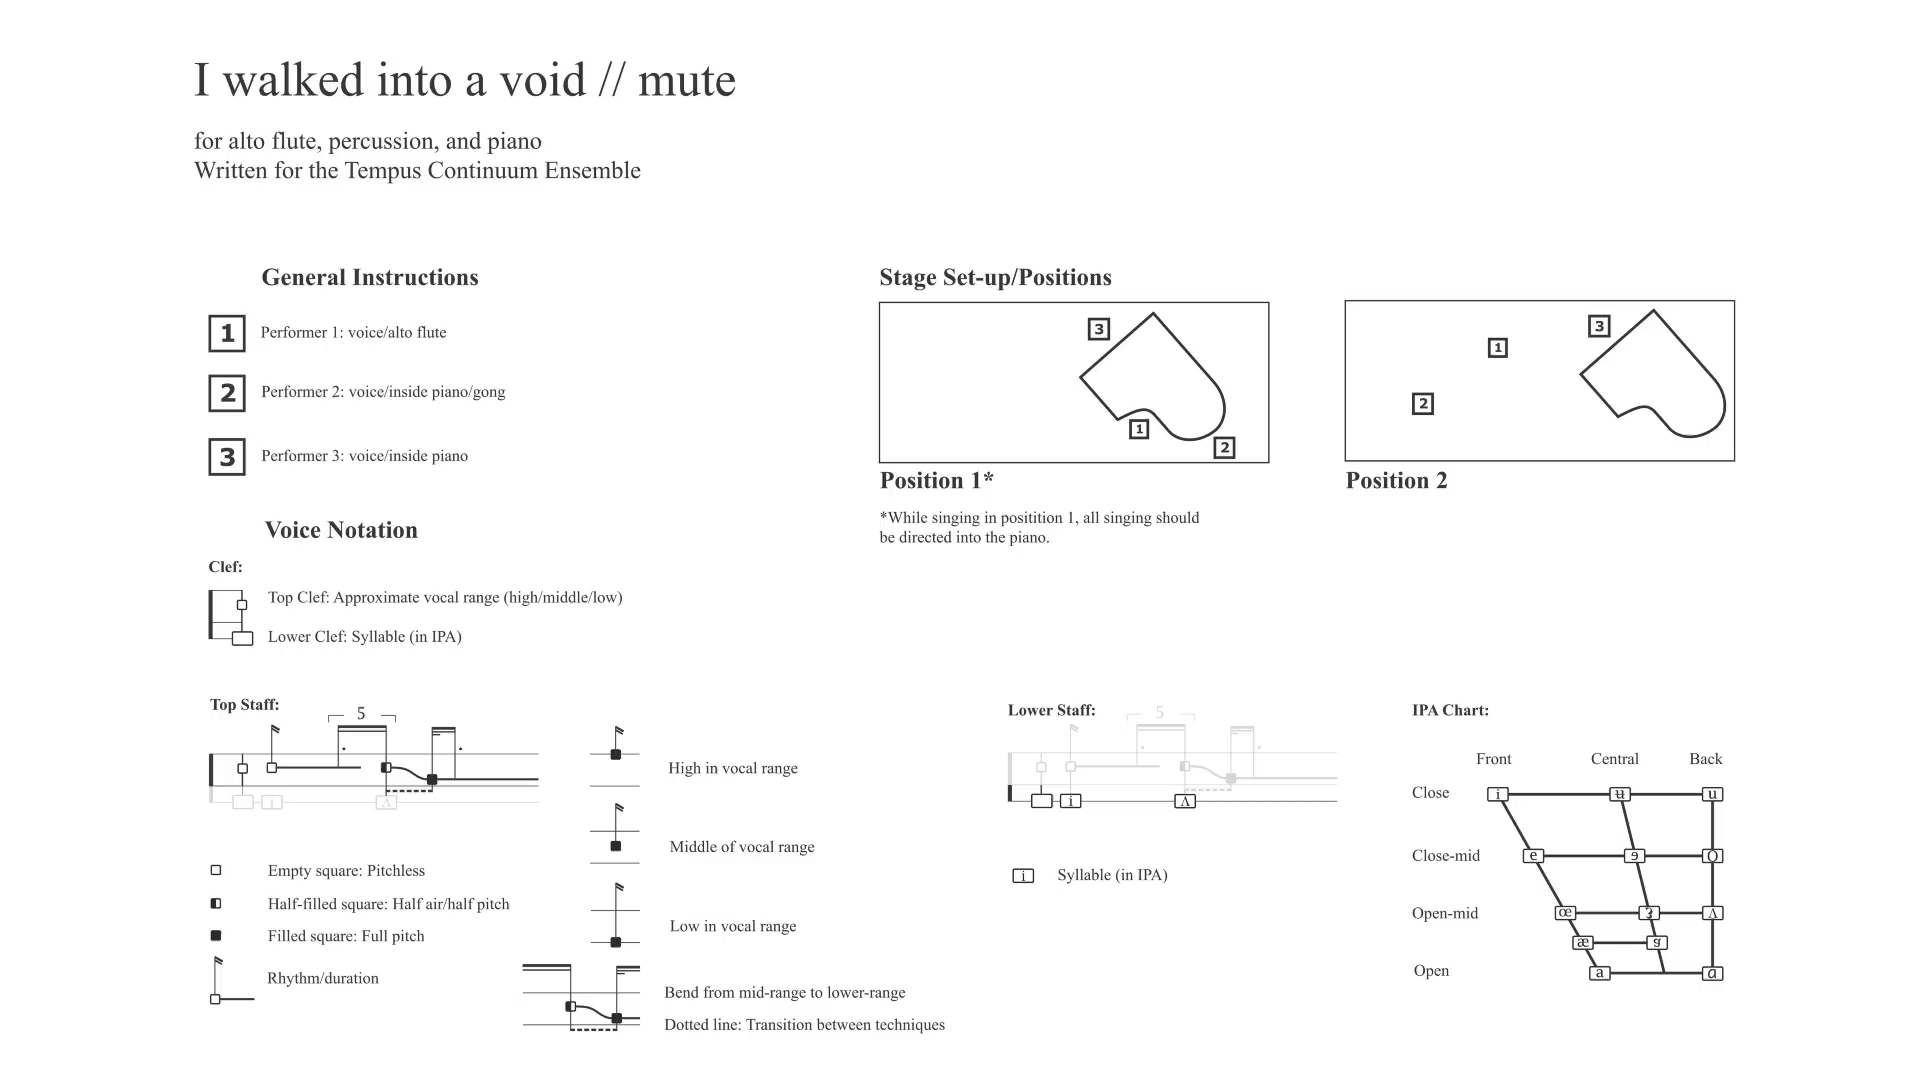 I walked into a void // mute
for alto flute, percussion, and piano
Written for the Tempus Continuum Ensemble
General Instructions
1 Performer 1: voice/alto flute
2 Performer 2: voice/inside piano/gong
3 Performer 3: voice/inside piano
Stage Set-up/Positions
3
1
2
Position 1*
*While singing in positition 1, all singing should
be directed into the piano.
3
1
2
Position 2
Voice Notation
Clef:
Top Clef: Approximate vocal range (high/middle/low)
Lower Clef: Syllable (in IPA)
Top Staff:
5
i Λ
Empty square: Pitchless
Half-filled square: Half air/half pitch
Filled square: Full pitch
Rhythm/duration
High in vocal range
Middle of vocal range
Low in vocal range
Bend from mid-range to lower-range
Dotted line: Transition between techniques
Lower Staff:
5
i Λ
i Syllable (in IPA)
IPA Chart:
Front Central Back
Close i ʉ u
Close-mid e ɘ O
Open-mid œ ɜ Λ
æ ɐ
Open a ɑ